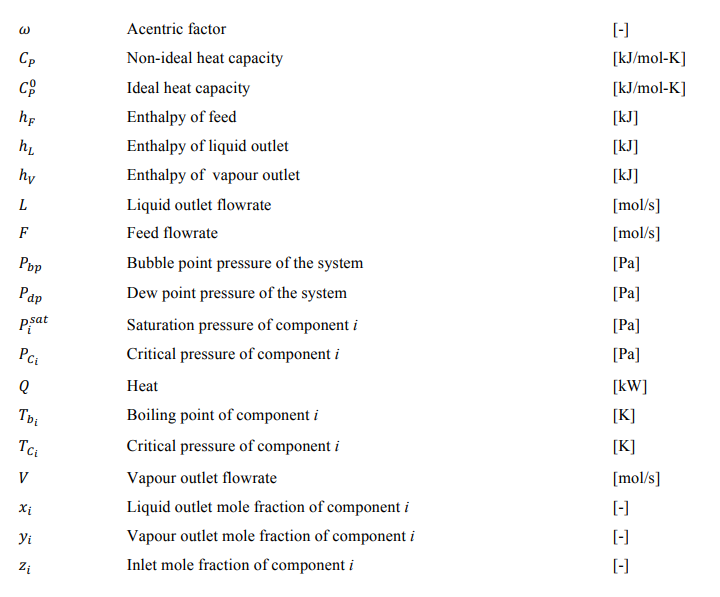 ω Acentric factor [-]
C_P Non-ideal heat capacity [kJ/mol-K]
C_P^0 Ideal heat capacity [kJ/mol-K]
h_F Enthalpy of feed [kJ]
h_L Enthalpy of liquid outlet [kJ]
h_V Enthalpy of vapour outlet [kJ]
L Liquid outlet flowrate [mol/s]
F Feed flowrate [mol/s]
P_bp Bubble point pressure of the system [Pa]
P_dp Dew point pressure of the system [Pa]
P_i^sat Saturation pressure of component i [Pa]
P_{C_i} Critical pressure of component i [Pa]
Q Heat [kW]
T_{b_i} Boiling point of component i [K]
T_{C_i} Critical pressure of component i [K]
V Vapour outlet flowrate [mol/s]
x_i Liquid outlet mole fraction of component i [-]
y_i Vapour outlet mole fraction of component i [-]
z_i Inlet mole fraction of component i [-]